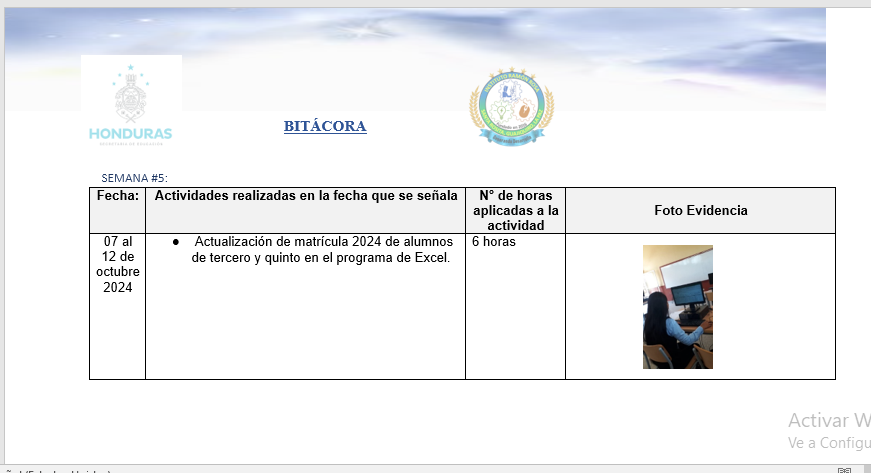 HONDURAS
SECRETARÍA DE EDUCACIÓN
BITÁCORA
SEMANA #5:
Fecha:
Actividades realizadas en la fecha que se señala
N° de horas
aplicadas a la
actividad
Foto Evidencia
07 al
12 de
octubre
2024
● Actualización de matrícula 2024 de alumnos
de tercero y quinto en el programa de Excel.
6 horas
Activar W
Ve a Configu